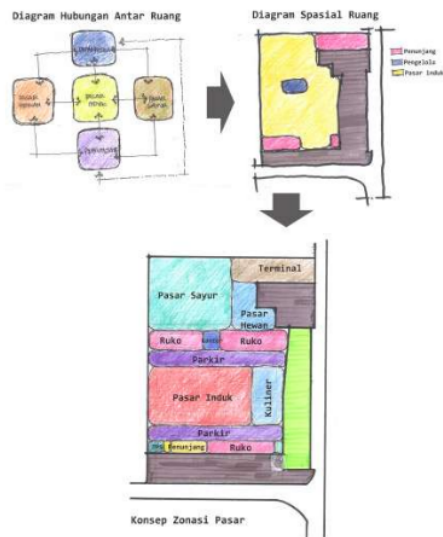 Diagram Hubungan Antar Ruang
Diagram Spasial Ruang
Penunjang
Pengelola
Pasar Induk
Terminal
Pasar Sayur
Pasar
Hewan
Ruko
Ruko
Parkir
Pasar Induk
Kuliner
Parkir
Penunjang
Ruko
Konsep Zonasi Pasar